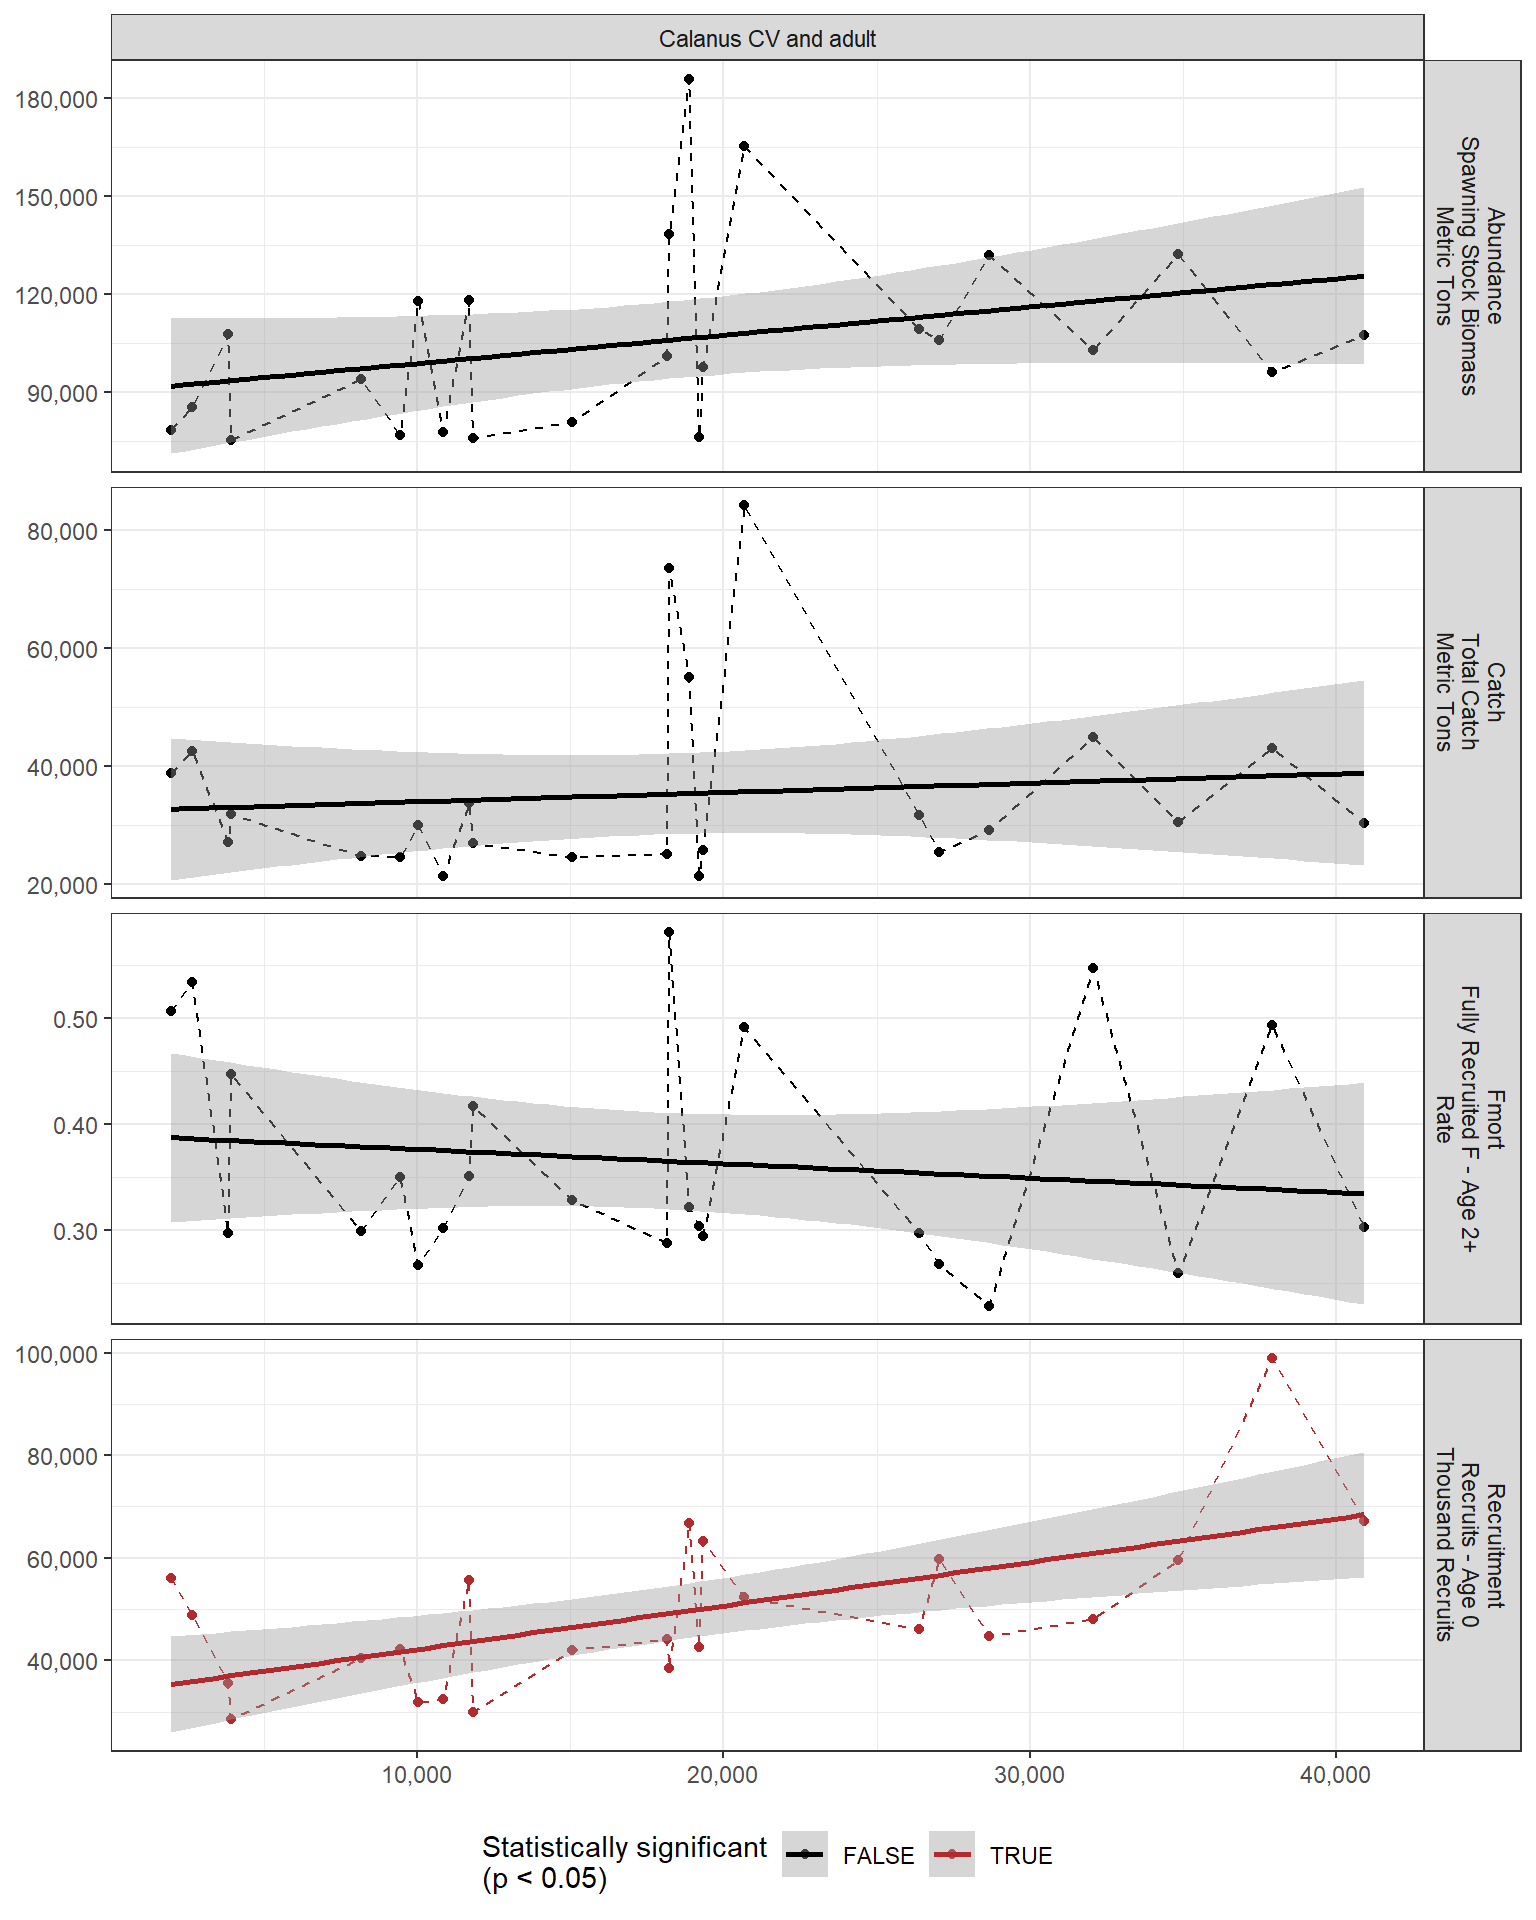 Calanus CV and adult
180,000
150,000
120,000
90,000
Abundance
Spawning Stock Biomass
Metric Tons
80,000
60,000
40,000
20,000
Catch
Total Catch
Metric Tons
0.50
0.40
0.30
Fmort
Fully Recruited F - Age 2+
Rate
100,000
80,000
60,000
40,000
Recruitment
Recruits - Age 0
Thousand Recruits
10,000 20,000 30,000 40,000
Statistically significant
(p < 0.05)
FALSE TRUE